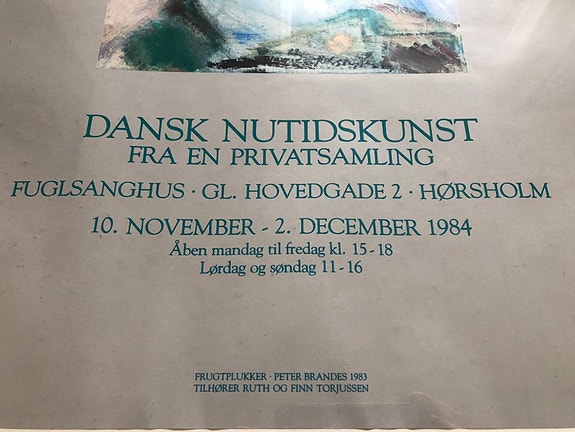 DANSK NUTIDSKUNST
FRA EN PRIVATSAMLING
FUGLSANGHUS · GL. HOVEDGADE 2 · HØRSHOLM
10. NOVEMBER - 2. DECEMBER 1984
Åben mandag til fredag kl. 15-18
Lørdag og søndag 11-16
FRUGTPLUKKER · PETER BRANDES 1983
TILHØRER RUTH OG FINN TORJUSSEN